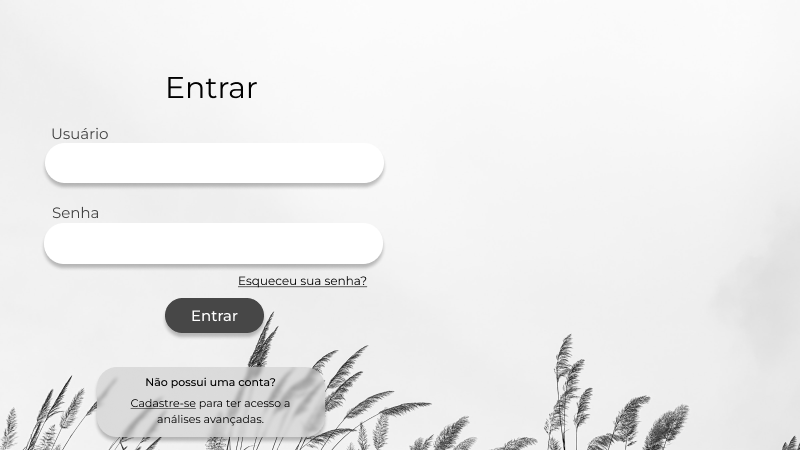 Entrar
Usuário
Senha
Esqueceu sua senha?
Entrar
Não possui uma conta?
Cadastre-se para ter acesso a
análises avançadas.